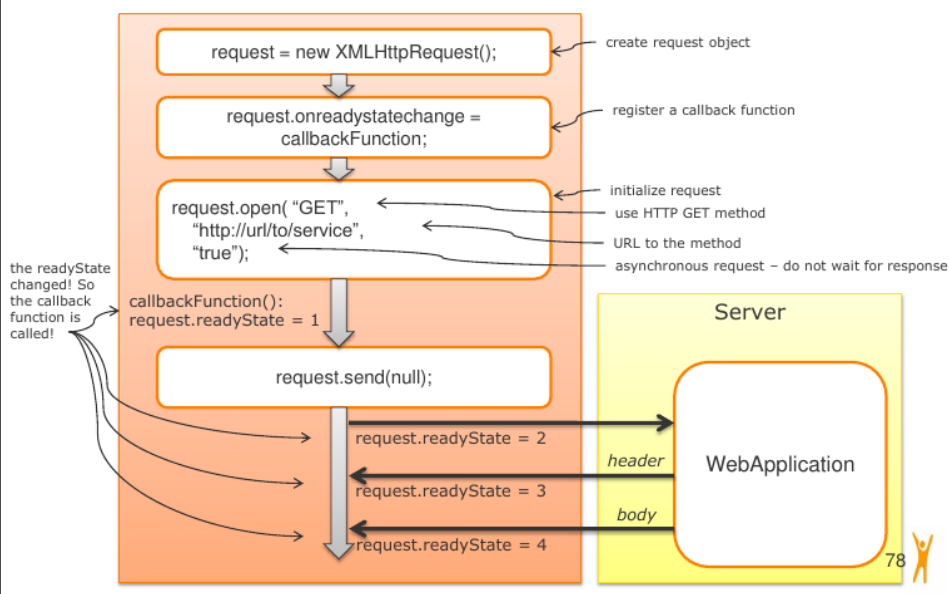 request = new XMLHttpRequest();
create request object
request.onreadystatechange =
callbackFunction;
register a callback function
request.open( “GET”,
“http://url/to/service”,
“true”);
initialize request
use HTTP GET method
URL to the method
asynchronous request – do not wait for response
the readyState
changed! So
the callback
function is
called!
callbackFunction():
request.readyState = 1
request.send(null);
request.readyState = 2
header
request.readyState = 3
body
request.readyState = 4
Server
WebApplication
78